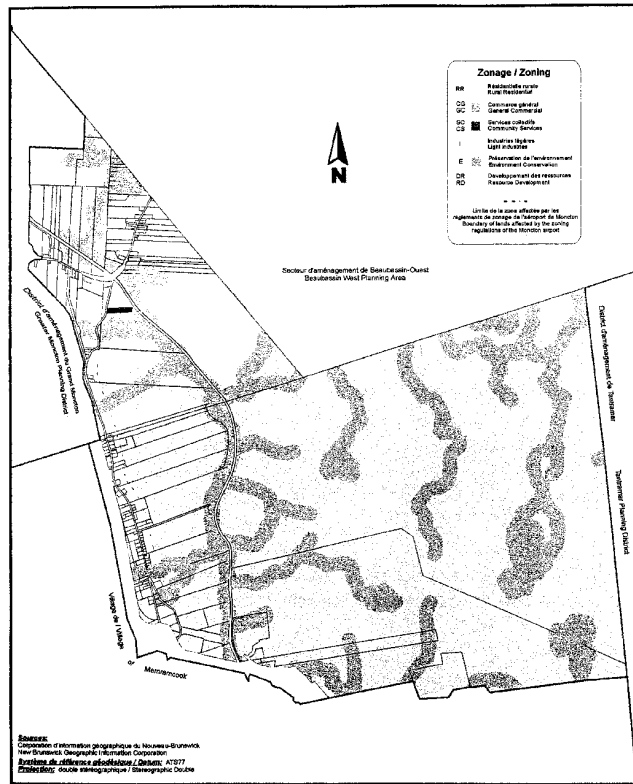 Zonage / Zoning
RR Résidentielle rurale
Rural Residential
CG Commerce général
GC General Commercial
SC Services collectifs
CS Community Services
I Industries légères
Light Industries
E Préservation de l'environnement
Environment Conservation
DR Développement des ressources
RD Resource Development
Limite de la zone affectée par les
règlements de zonage de l'aéroport de Moncton
Boundary of lands affected by the zoning
regulations of the Moncton airport
N
Secteur d'aménagement de Beaubassin-Ouest
Beaubassin West Planning Area
District d'aménagement du Grand Moncton
Greater Moncton Planning District
District d'aménagement de Tantramar
Tantramar Planning District
Village de / Village
of Memramcook
Sources:
Corporation d'information géographique du Nouveau-Brunswick
New Brunswick Geographic Information Corporation
Système de référence géodésique / Datum: ATS77
Projection: double stéréographique / Stereographic Double